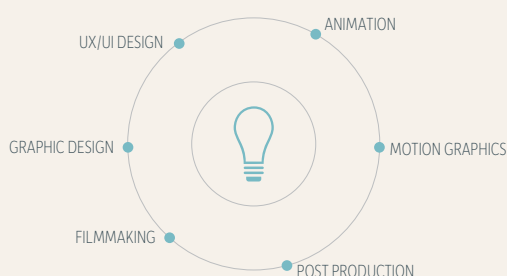 ANIMATION
UX/UI DESIGN
GRAPHIC DESIGN
MOTION GRAPHICS
FILMMAKING
POST PRODUCTION